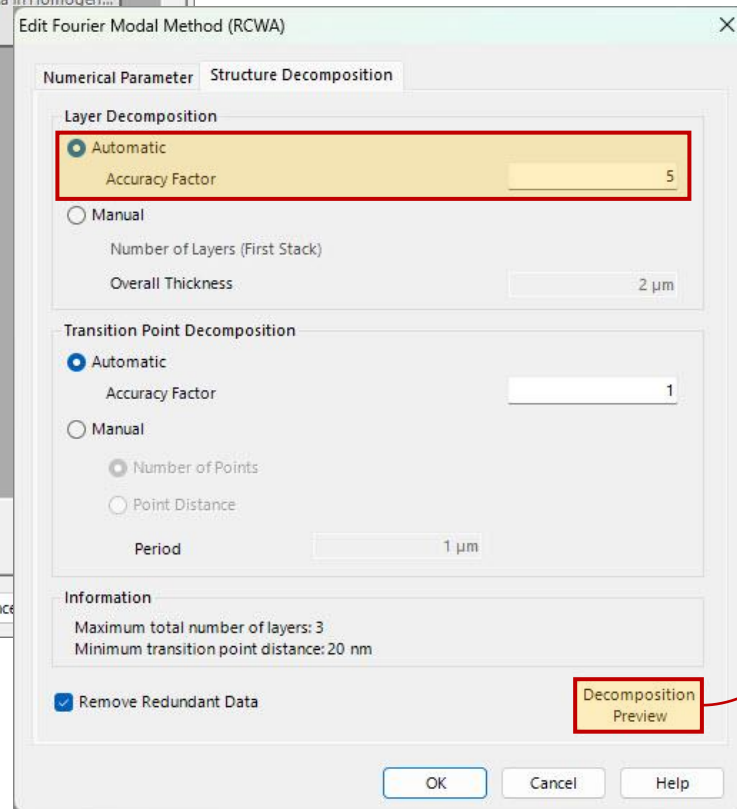 Edit Fourier Modal Method (RCWA)
Numerical Parameter Structure Decomposition
Layer Decomposition
Automatic
Accuracy Factor 5
Manual
Number of Layers (First Stack)
Overall Thickness 2 µm
Transition Point Decomposition
Automatic
Accuracy Factor 1
Manual
Number of Points
Point Distance
Period 1 µm
Information
Maximum total number of layers: 3
Minimum transition point distance: 20 nm
Remove Redundant Data
Decomposition
Preview
OK Cancel Help